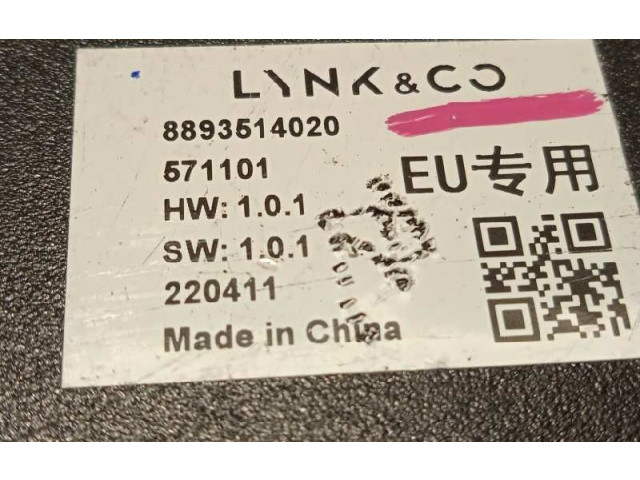 LYNK & CO
8893514020
571101
EU专用
HW: 1.0.1
SW: 1.0.1
220411
Made in China